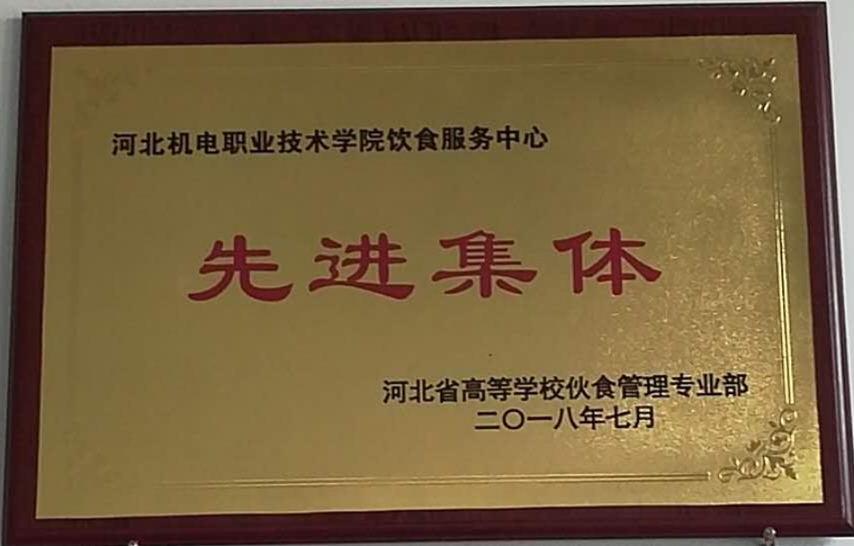 河北机电职业技术学院饮食服务中心
先进集体
河北省高等学校伙食管理专业部
二〇一八年七月